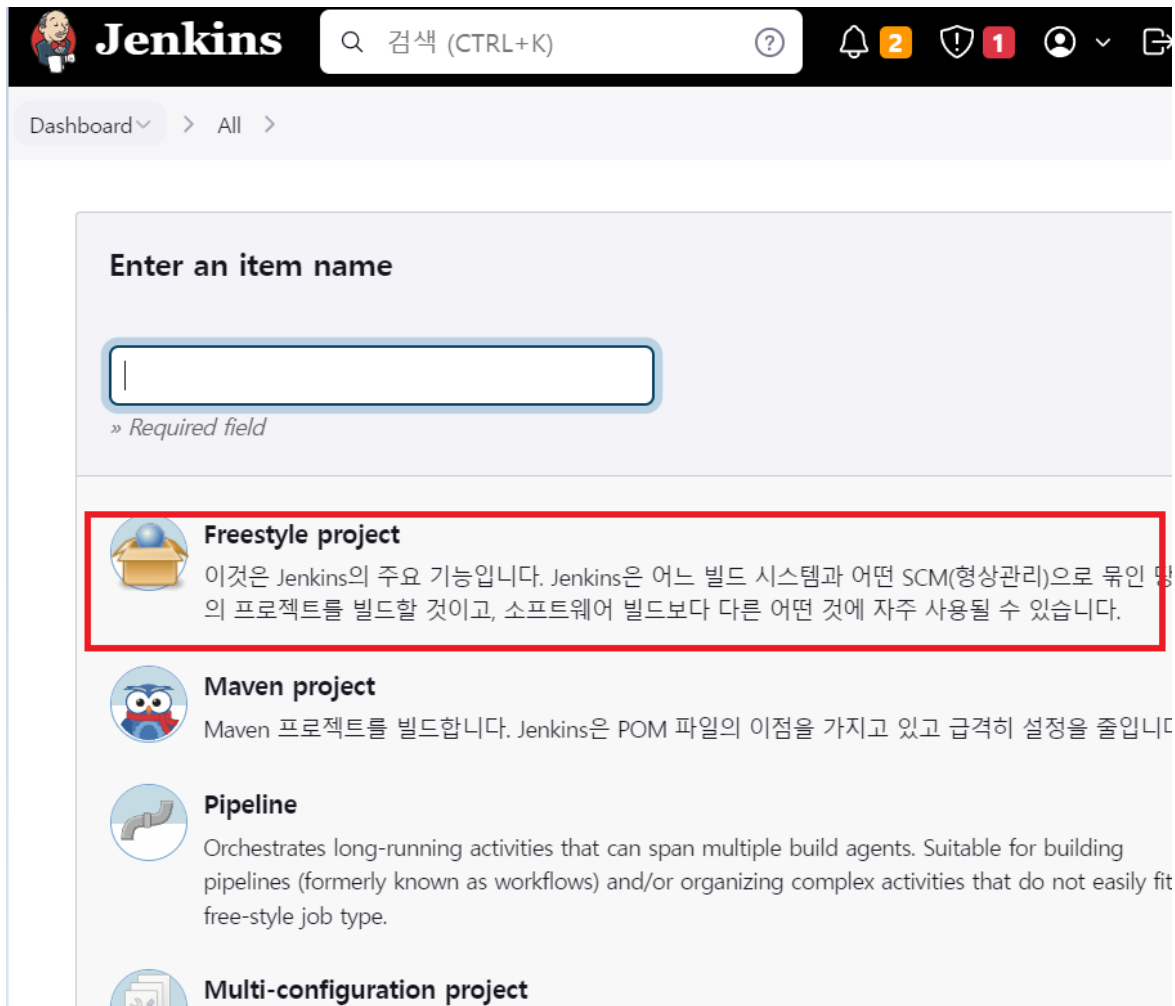 Jenkins
검색 (CTRL+K)
?
2
1
Dashboard
All
Enter an item name
» Required field
Freestyle project
이것은 Jenkins의 주요 기능입니다. Jenkins은 어느 빌드 시스템과 어떤 SCM(형상관리)으로 묶인
의 프로젝트를 빌드할 것이고, 소프트웨어 빌드보다 다른 어떤 것에 자주 사용될 수 있습니다.
Maven project
Maven 프로젝트를 빌드합니다. Jenkins은 POM 파일의 이점을 가지고 있고 급격히 설정을
Pipeline
Orchestrates long-running activities that can span multiple build agents. Suitable for building
pipelines (formerly known as workflows) and/or organizing complex activities that do not easily fit
free-style job type.
Multi-configuration project